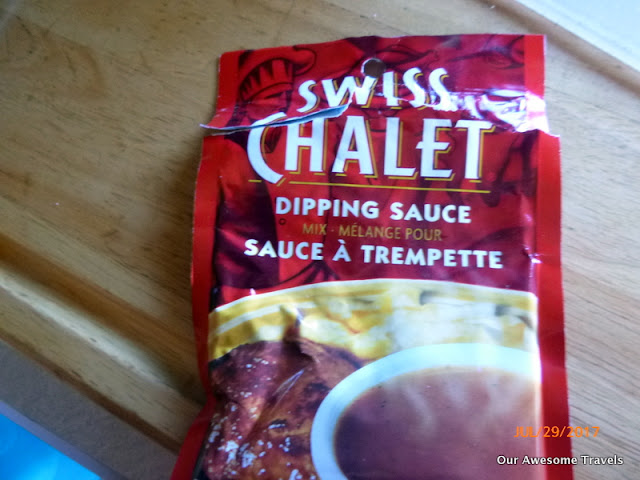 SWISS
CHALET
DIPPING SAUCE
MIX · MÉLANGE POUR
SAUCE À TREMPETTE
Our Awesome Travels